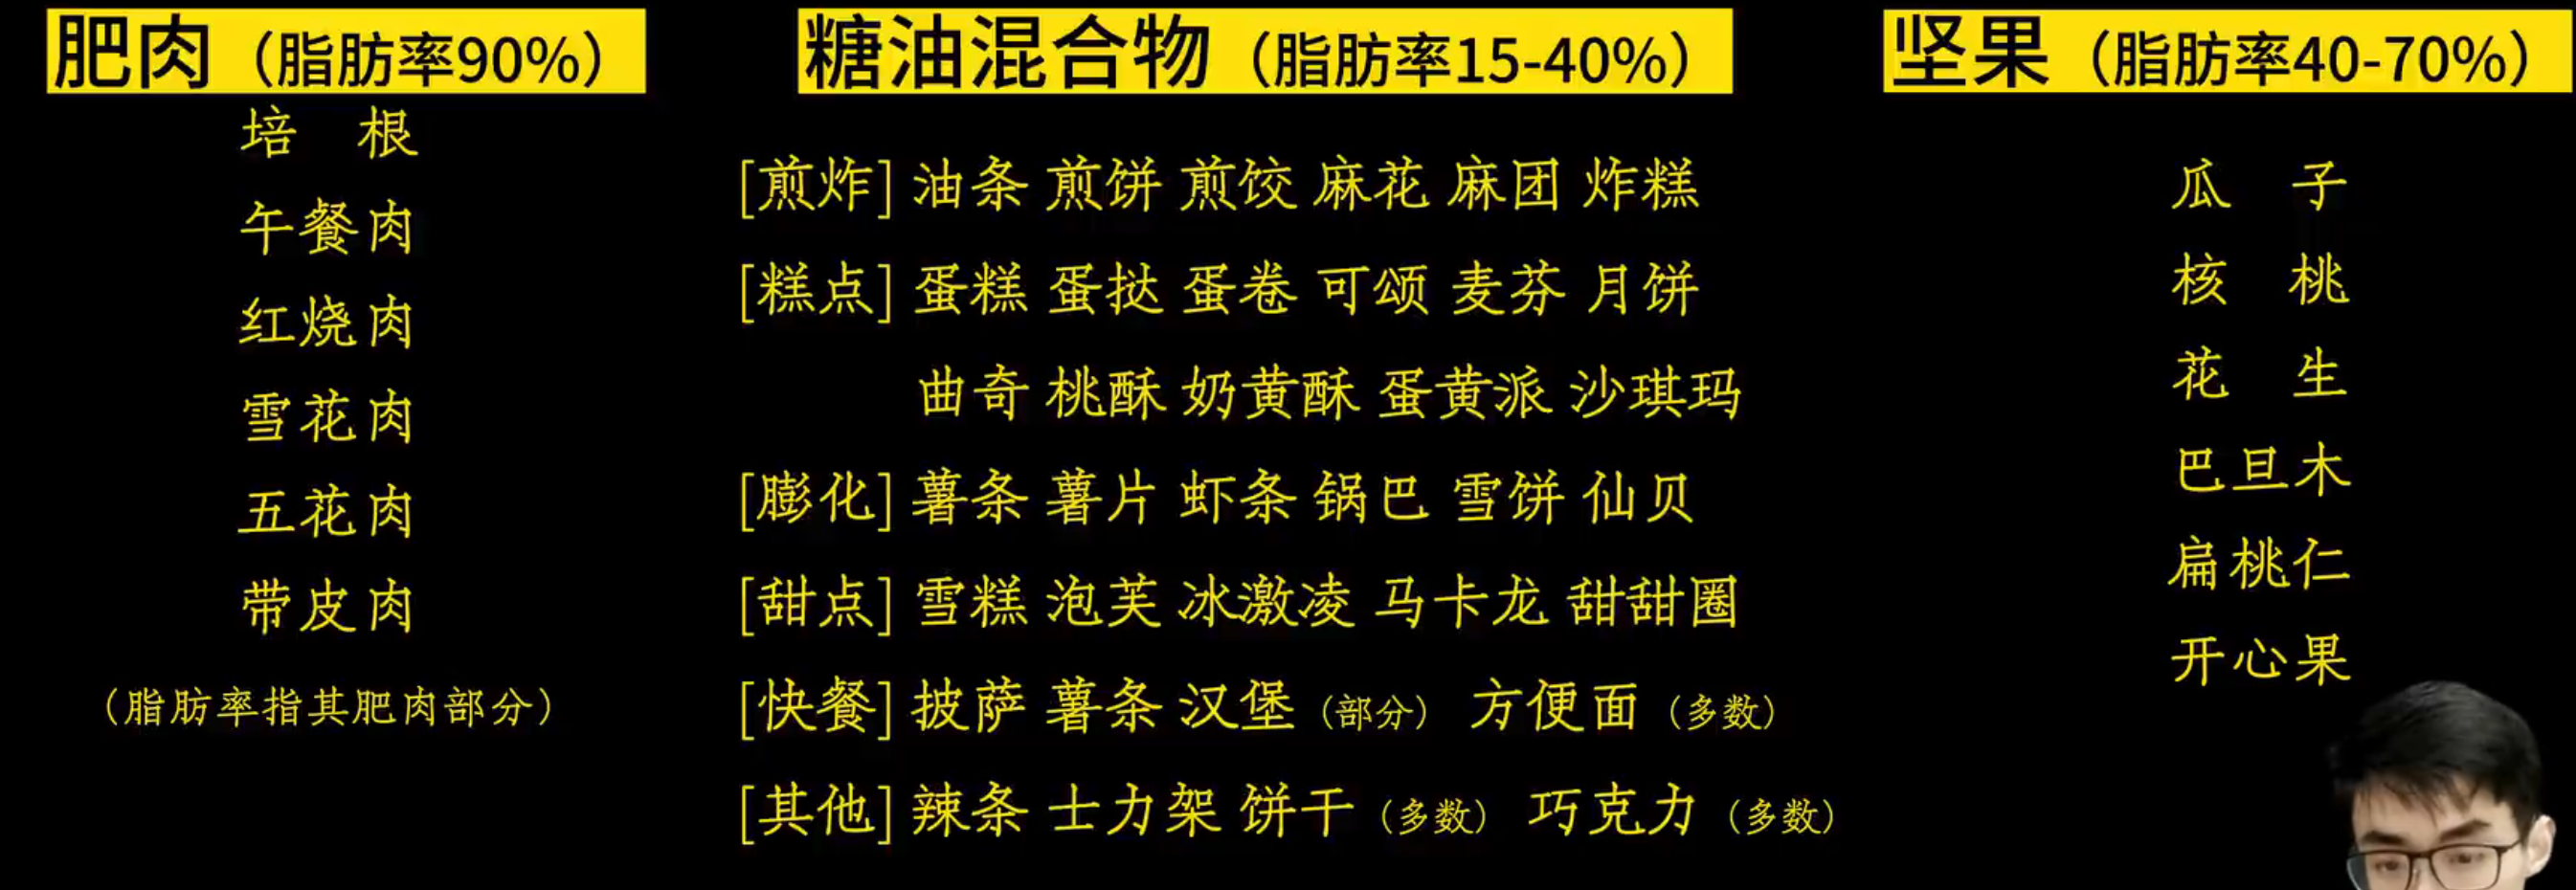 肥肉（脂肪率90%）
培 根
午餐肉
红烧肉
雪花肉
五花肉
带皮肉
（脂肪率指其肥肉部分）
糖油混合物（脂肪率15-40%）
[煎炸] 油条 煎饼 煎饺 麻花 麻团 炸糕
[糕点] 蛋糕 蛋挞 蛋卷 可颂 麦芬 月饼
曲奇 桃酥 奶黄酥 蛋黄派 沙琪玛
[膨化] 薯条 薯片 虾条 锅巴 雪饼 仙贝
[甜点] 雪糕 泡芙 冰激凌 马卡龙 甜甜圈
[快餐] 披萨 薯条 汉堡（部分） 方便面（多数）
[其他] 辣条 士力架 饼干（多数） 巧克力（多数）
坚果（脂肪率40-70%）
瓜 子
核 桃
花 生
巴旦木
扁桃仁
开心果